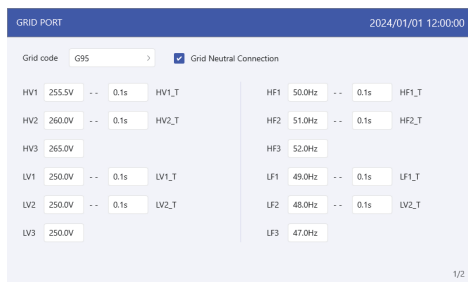 GRID PORT 2024/01/01 12:00:00
Grid code G95 > Grid Neutral Connection
HV1 255.5V -- 0.1s HV1_T HF1 50.0Hz -- 0.1s HF1_T
HV2 260.0V -- 0.1s HV2_T HF2 51.0Hz -- 0.1s HF2_T
HV3 265.0V HF3 52.0Hz
LV1 250.0V -- 0.1s LV1_T LF1 49.0Hz -- 0.1s LF1_T
LV2 250.0V -- 0.1s LV2_T LF2 48.0Hz -- 0.1s LV2_T
LV3 250.0V LF3 47.0Hz
1/2